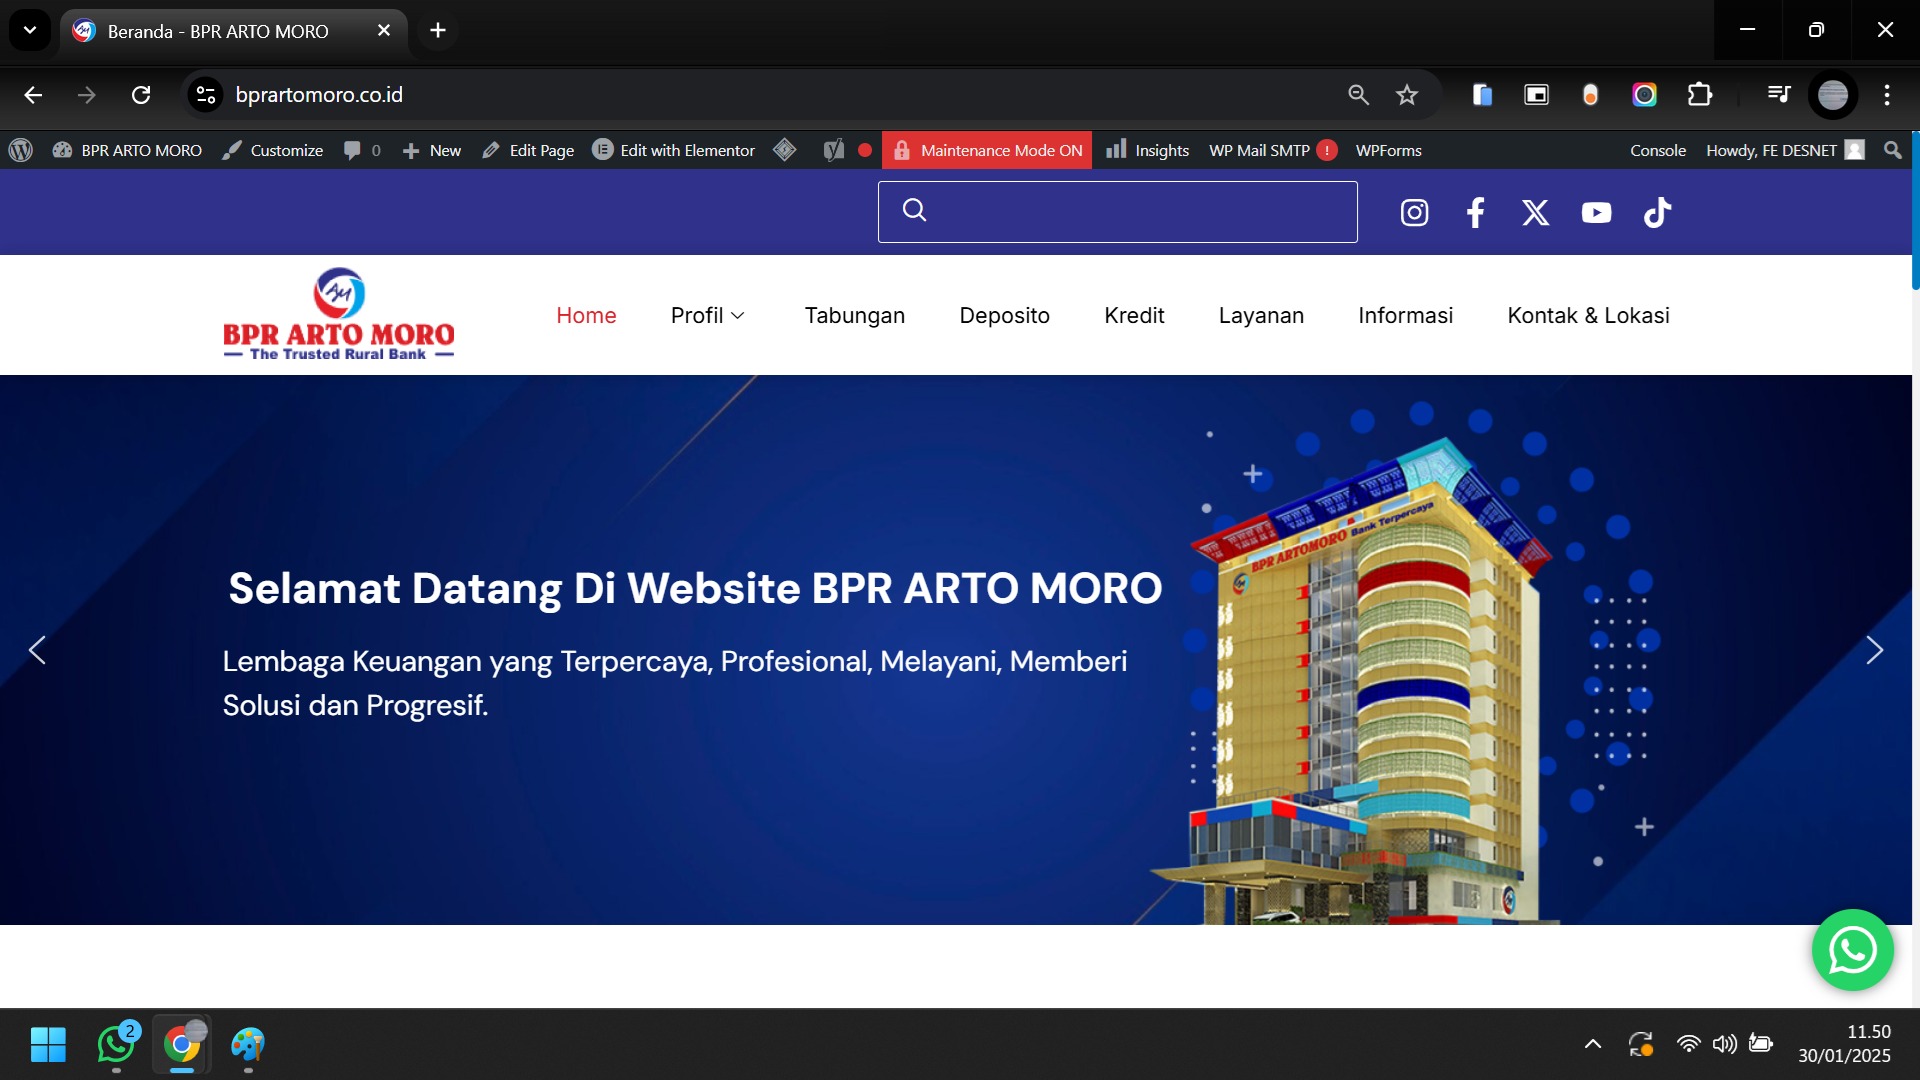 Beranda - BPR ARTO MORO
bprartomoro.co.id
BPR ARTO MORO Customize 0 New Edit Page Edit with Elementor Maintenance Mode ON Insights WP Mail SMTP ! WPForms Console Howdy, FE DESNET
BPR ARTO MORO
The Trusted Rural Bank
Home Profil Tabungan Deposito Kredit Layanan Informasi Kontak & Lokasi
BPR ARTOMORO Bank Terpercaya
Selamat Datang Di Website BPR ARTO MORO
Lembaga Keuangan yang Terpercaya, Profesional, Melayani, Memberi
Solusi dan Progresif.
2
11.50
30/01/2025